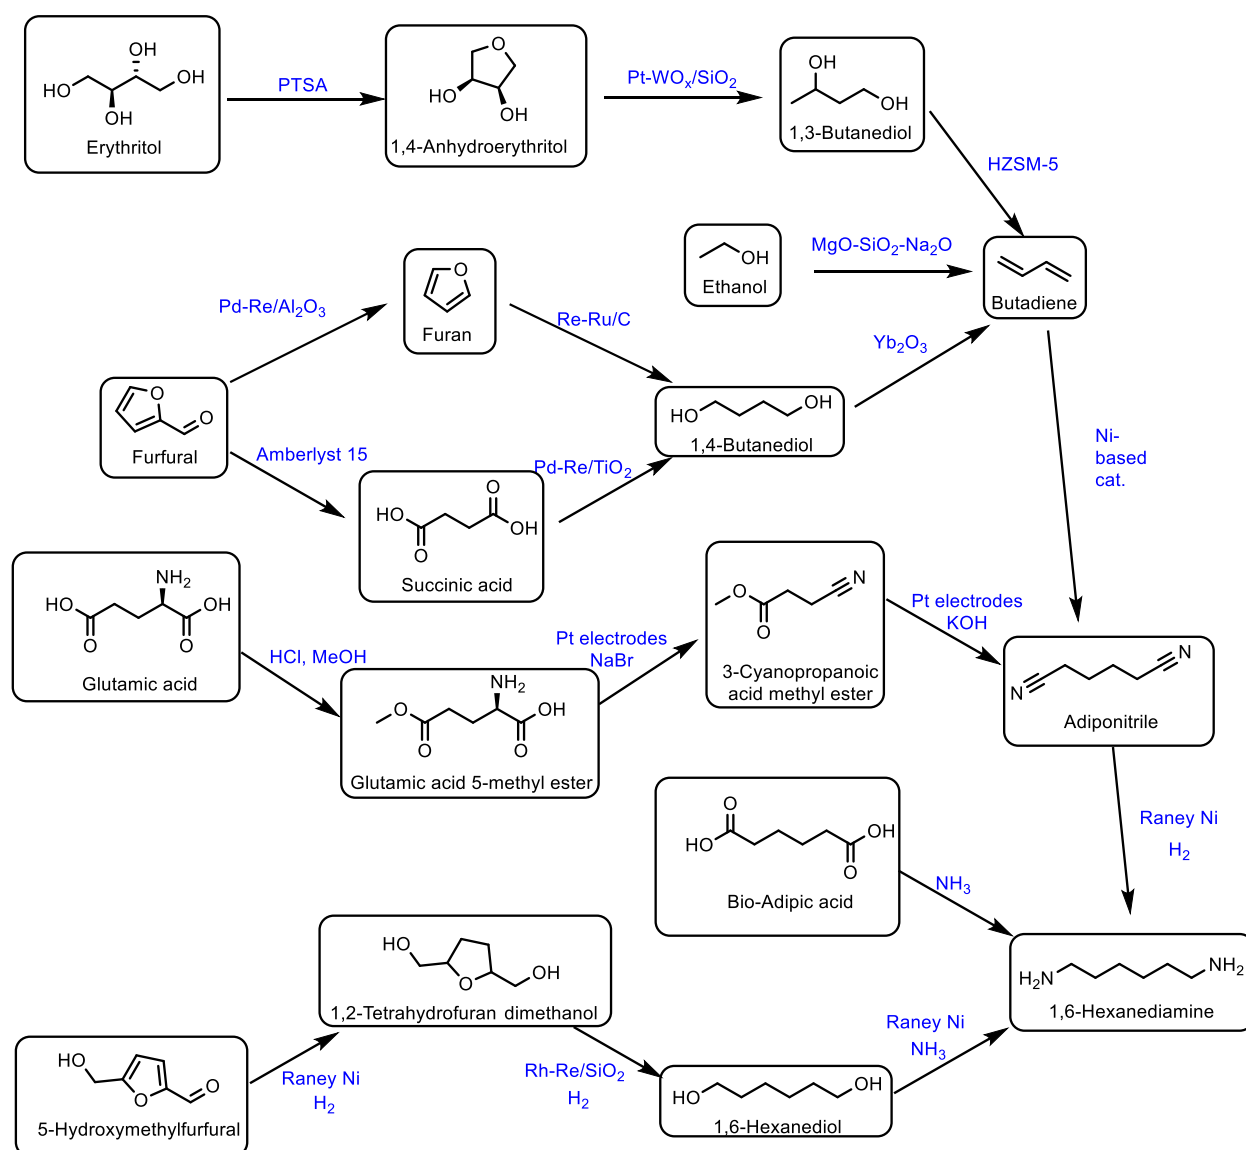 OH
HO
OH
OH
Erythritol
PTSA
O
HO
OH
1,4-Anhydroerythritol
Pt-WOₓ/SiO₂
OH
OH
1,3-Butanediol
HZSM-5
OH
Ethanol
MgO-SiO₂-Na₂O
Butadiene
Pd-Re/Al₂O₃
O
Furan
Re-Ru/C
Yb₂O₃
O
O
Furfural
Amberlyst 15
HO
OH
1,4-Butanediol
Pd-Re/TiO₂
Ni-
based
cat.
O
HO
OH
O
Succinic acid
NH₂
HO
OH
O
O
Glutamic acid
HCl, MeOH
NH₂
O
OH
O
O
Glutamic acid 5-methyl ester
Pt electrodes
NaBr
N
O
O
3-Cyanopropanoic
acid methyl ester
Pt electrodes
KOH
N
N
Adiponitrile
O
OH
HO
O
Bio-Adipic acid
NH₃
Raney Ni
H₂
HO
OH
O
1,2-Tetrahydrofuran dimethanol
H₂N
NH₂
1,6-Hexanediamine
HO
O
O
5-Hydroxymethylfurfural
Raney Ni
H₂
Rh-Re/SiO₂
H₂
HO
OH
1,6-Hexanediol
Raney Ni
NH₃